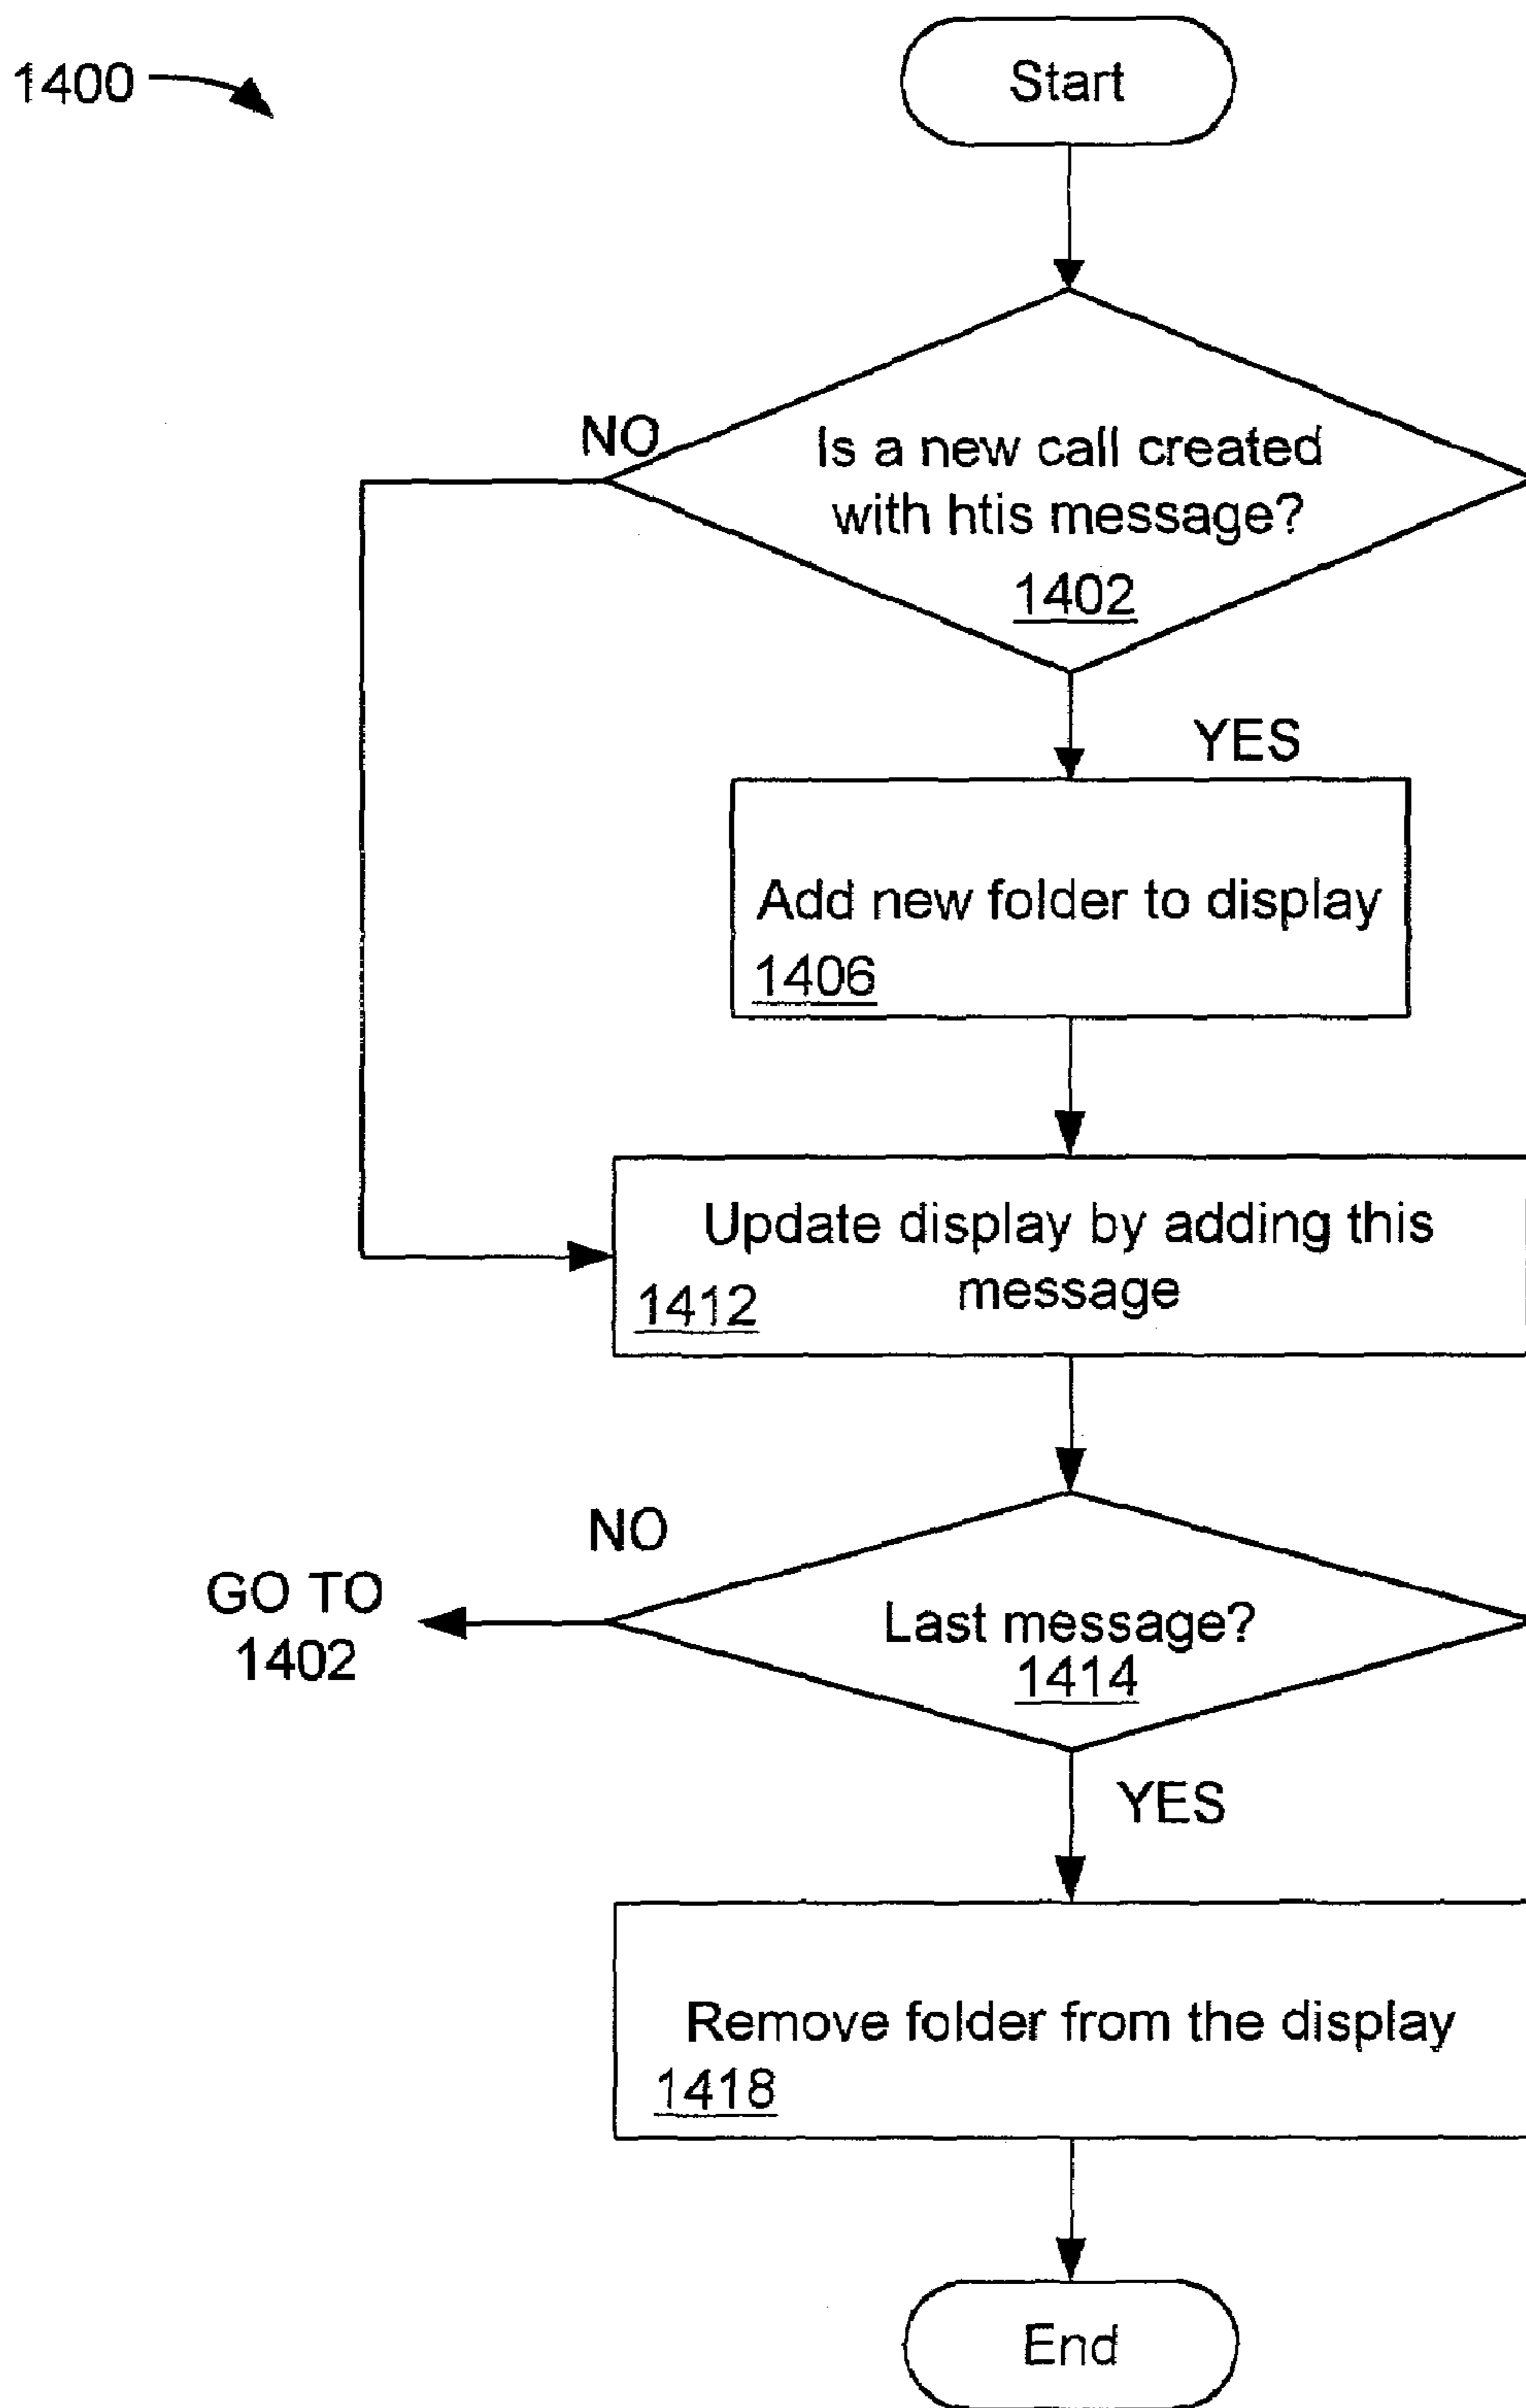 1400
Start
NO
Is a new call created
with htis message?
1402
YES
Add new folder to display
1406
Update display by adding this
message
1412
NO
GO TO
1402
Last message?
1414
YES
Remove folder from the display
1418
End